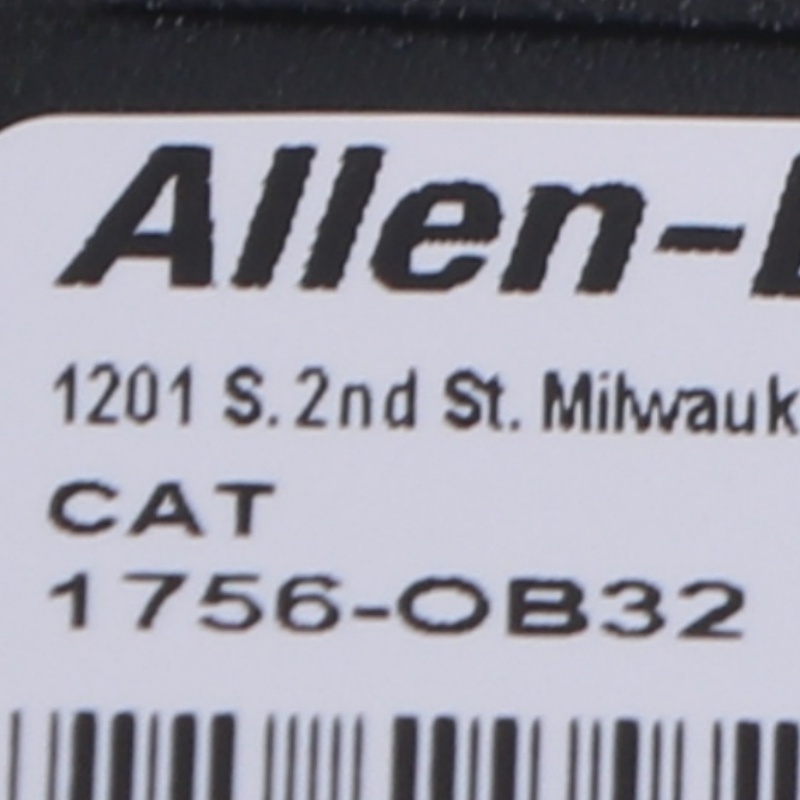 Allen-
1201 S. 2nd St. Milwauk
CAT
1756-OB32